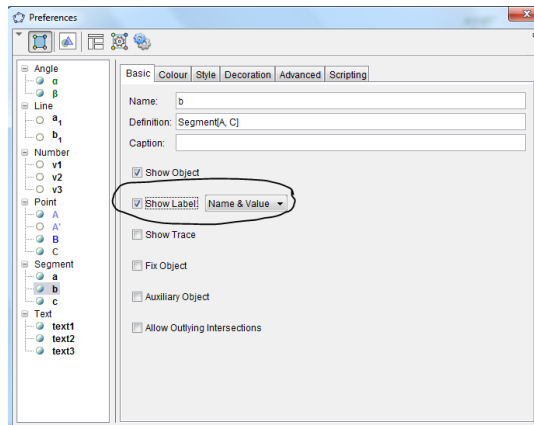 Preferences
Angle
α
β
Line
a1
b1
Number
v1
v2
v3
Point
A
A'
B
C
Segment
a
b
c
Text
text1
text2
text3
Basic Colour Style Decoration Advanced Scripting
Name: b
Definition: Segment[A, C]
Caption:
Show Object
Show Label: Name & Value
Show Trace
Fix Object
Auxiliary Object
Allow Outlying Intersections